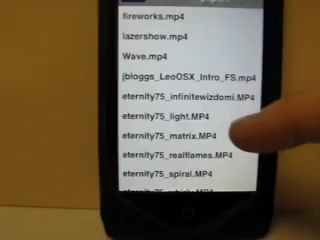 fireworks.mp4
lazershow.mp4
Wave.mp4
jbloggs_LeoOSX_Intro_FS.mp4
eternity75_infinitewizdomi.MP4
eternity75_light.MP4
eternity75_matrix.MP4
eternity75_realflames.MP4
eternity75_spiral.MP4